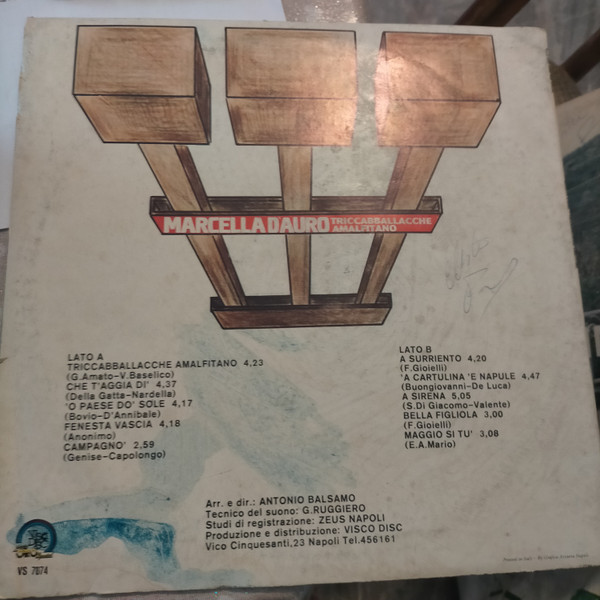 MARCELLA D'AURO TRICCABBALLACCHE
AMALFITANO
LATO A
TRICCABBALLACCHE AMALFITANO 4,23
(G.Amato-V.Baselico)
CHE T'AGGIA DI' 4,37
(Della Gatta-Nardella)
'O PAESE DO' SOLE 4,17
(Bovio-D'Annibale)
FENESTA VASCIA 4,18
(Anonimo)
CAMPAGNO' 2,59
(Genise-Capolongo)
LATO B
A SURRIENTO 4,20
(F.Gioielli)
'A CARTULINA 'E NAPULE 4,47
(Buongiovanni-De Luca)
A SIRENA 5,05
(S.Di Giacomo-Valente)
BELLA FIGLIOLA 3,00
(F.Gioielli)
MAGGIO SI TU' 3,08
(E.A.Mario)
Arr. e dir.: ANTONIO BALSAMO
Tecnico del suono: G.RUGGIERO
Studi di registrazione: ZEUS NAPOLI
Produzione e distribuzione: VISCO DISC
Vico Cinquesanti,23 Napoli Tel.456161
VS 7074